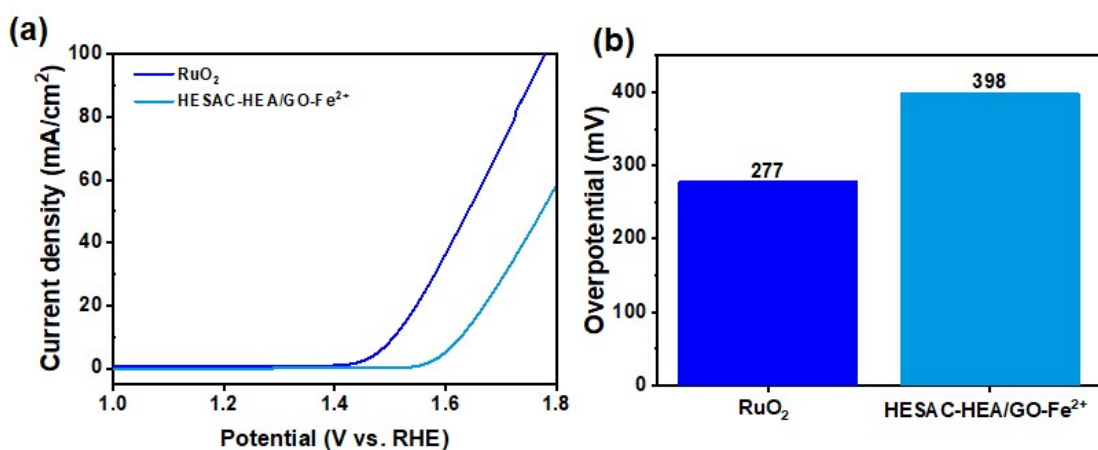 (a)
Current density (mA/cm²)
100
80
60
40
20
0
RuO₂
HESAC-HEA/GO-Fe²⁺
1.0 1.2 1.4 1.6 1.8
Potential (V vs. RHE)
(b)
Overpotential (mV)
400
300
200
100
0
277
398
RuO₂ HESAC-HEA/GO-Fe²⁺